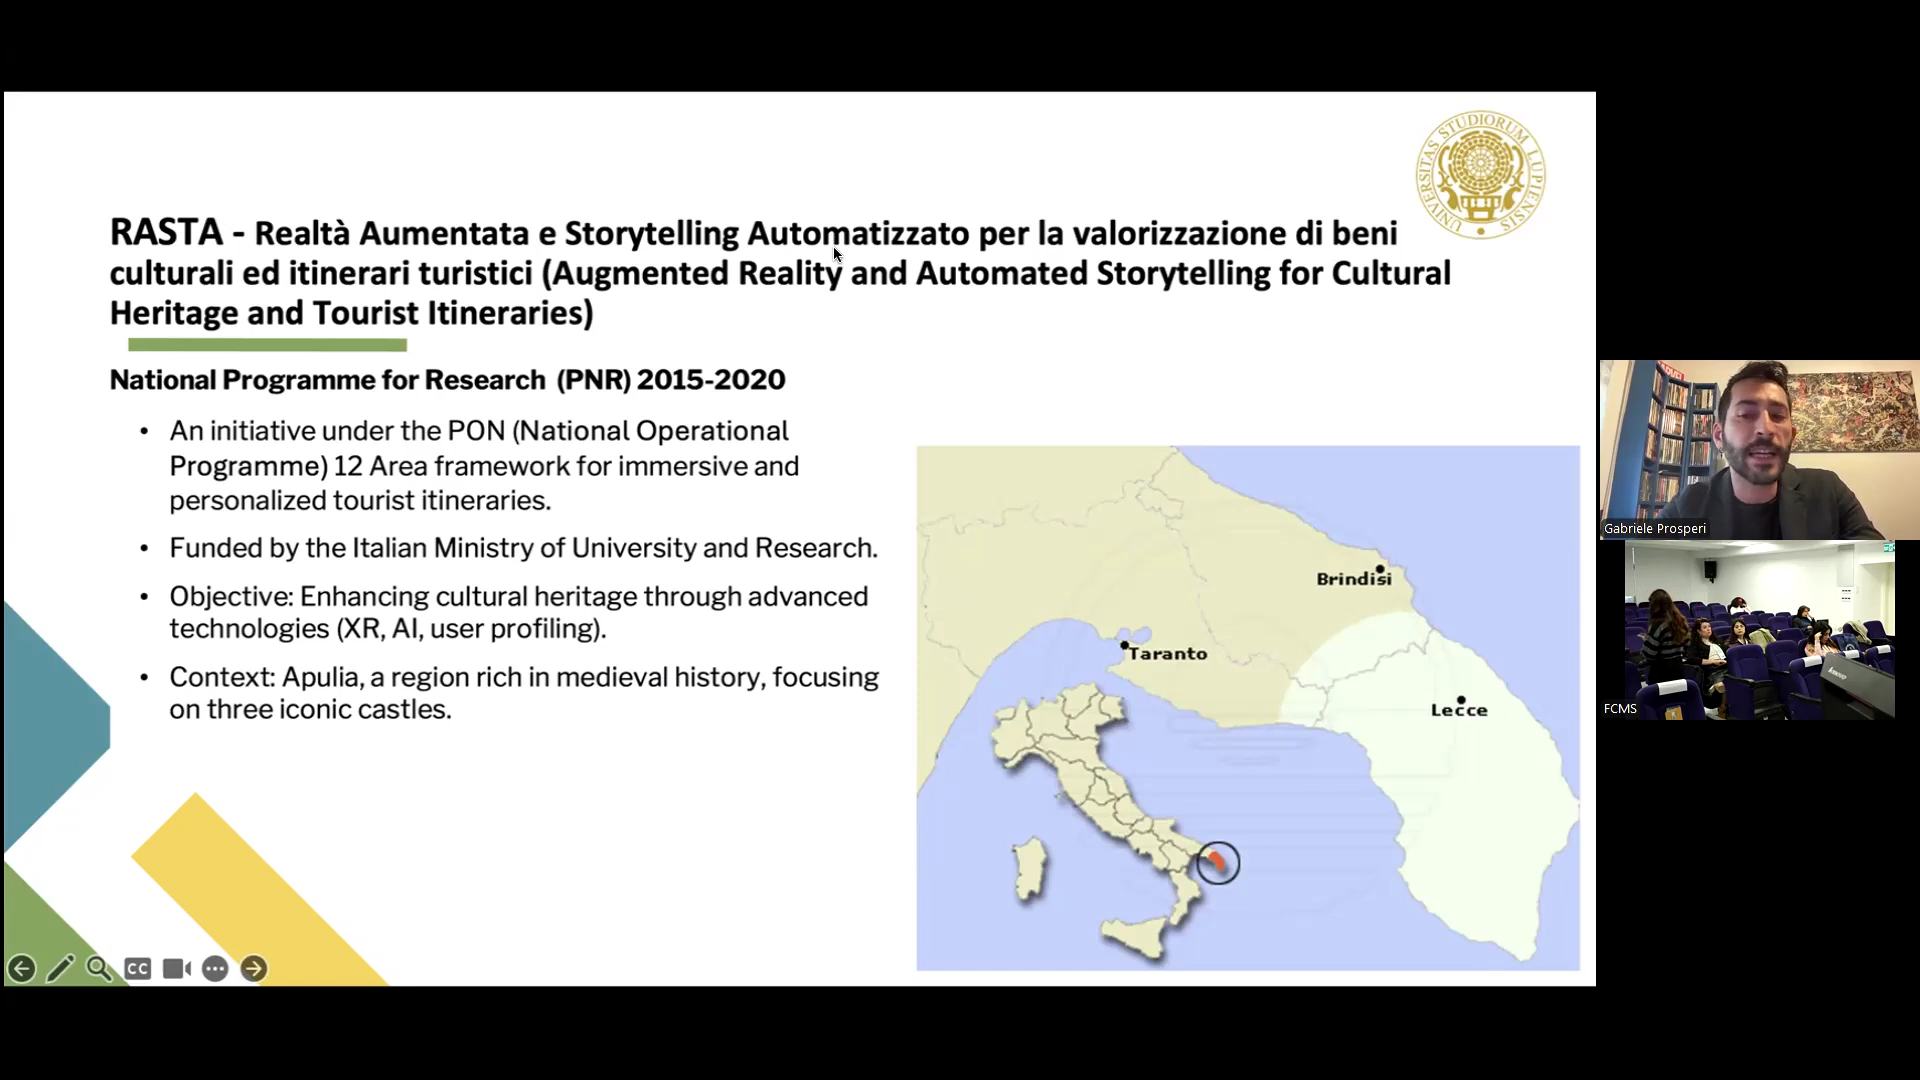 UNIVERSITAS STUDIORUM LUPIENSIS
RASTA - Realtà Aumentata e Storytelling Automatizzato per la valorizzazione di beni
culturali ed itinerari turistici (Augmented Reality and Automated Storytelling for Cultural
Heritage and Tourist Itineraries)
National Programme for Research (PNR) 2015-2020
• An initiative under the PON (National Operational
Programme) 12 Area framework for immersive and
personalized tourist itineraries.
• Funded by the Italian Ministry of University and Research.
• Objective: Enhancing cultural heritage through advanced
technologies (XR, AI, user profiling).
• Context: Apulia, a region rich in medieval history, focusing
on three iconic castles.
Brindisi
Taranto
Lecce
CC
Gabriele Prosperi
FCMS